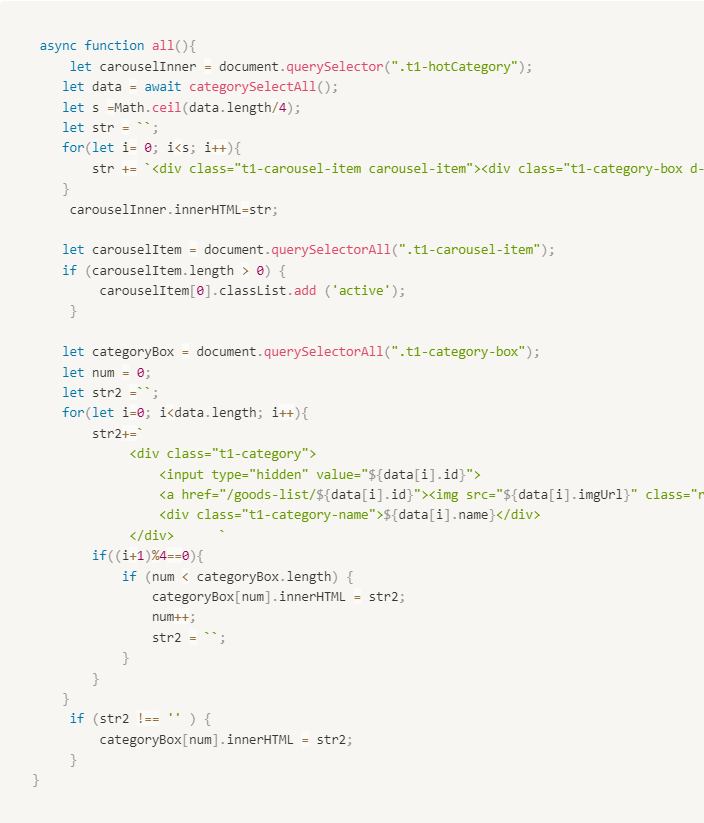 async function all(){
let carouselInner = document.querySelector(".t1-hotCategory");
let data = await categorySelectAll();
let s =Math.ceil(data.length/4);
let str = ``;
for(let i= 0; i<s; i++){
str += `<div class="t1-carousel-item carousel-item"><div class="t1-category-box d-
}
carouselInner.innerHTML=str;
let carouselItem = document.querySelectorAll(".t1-carousel-item");
if (carouselItem.length > 0) {
carouselItem[0].classList.add ('active');
}
let categoryBox = document.querySelectorAll(".t1-category-box");
let num = 0;
let str2 =``;
for(let i=0; i<data.length; i++){
str2+=`
<div class="t1-category">
<input type="hidden" value="${data[i].id}">
<a href="/goods-list/${data[i].id}"><img src="${data[i].imgUrl}" class="r
<div class="t1-category-name">${data[i].name}</div>
</div>      `
if((i+1)%4==0){
if (num < categoryBox.length) {
categoryBox[num].innerHTML = str2;
num++;
str2 = ``;
}
}
}
if (str2 !== '' ) {
categoryBox[num].innerHTML = str2;
}
}